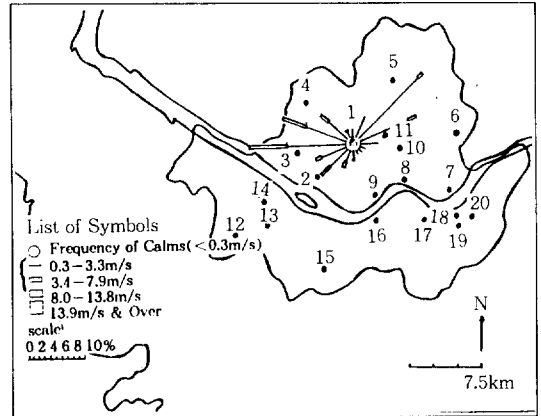 5
4
1
6
11
10
3
2
8
7
9
14
13
18 20
12
16
17
19
15
List of Symbols
Frequency of Calms(<0.3m/s)
0.3-3.3m/s
3.4-7.9m/s
8.0-13.8m/s
13.9m/s & Over
scale
0 2 4 6 8 10%
N
7.5km